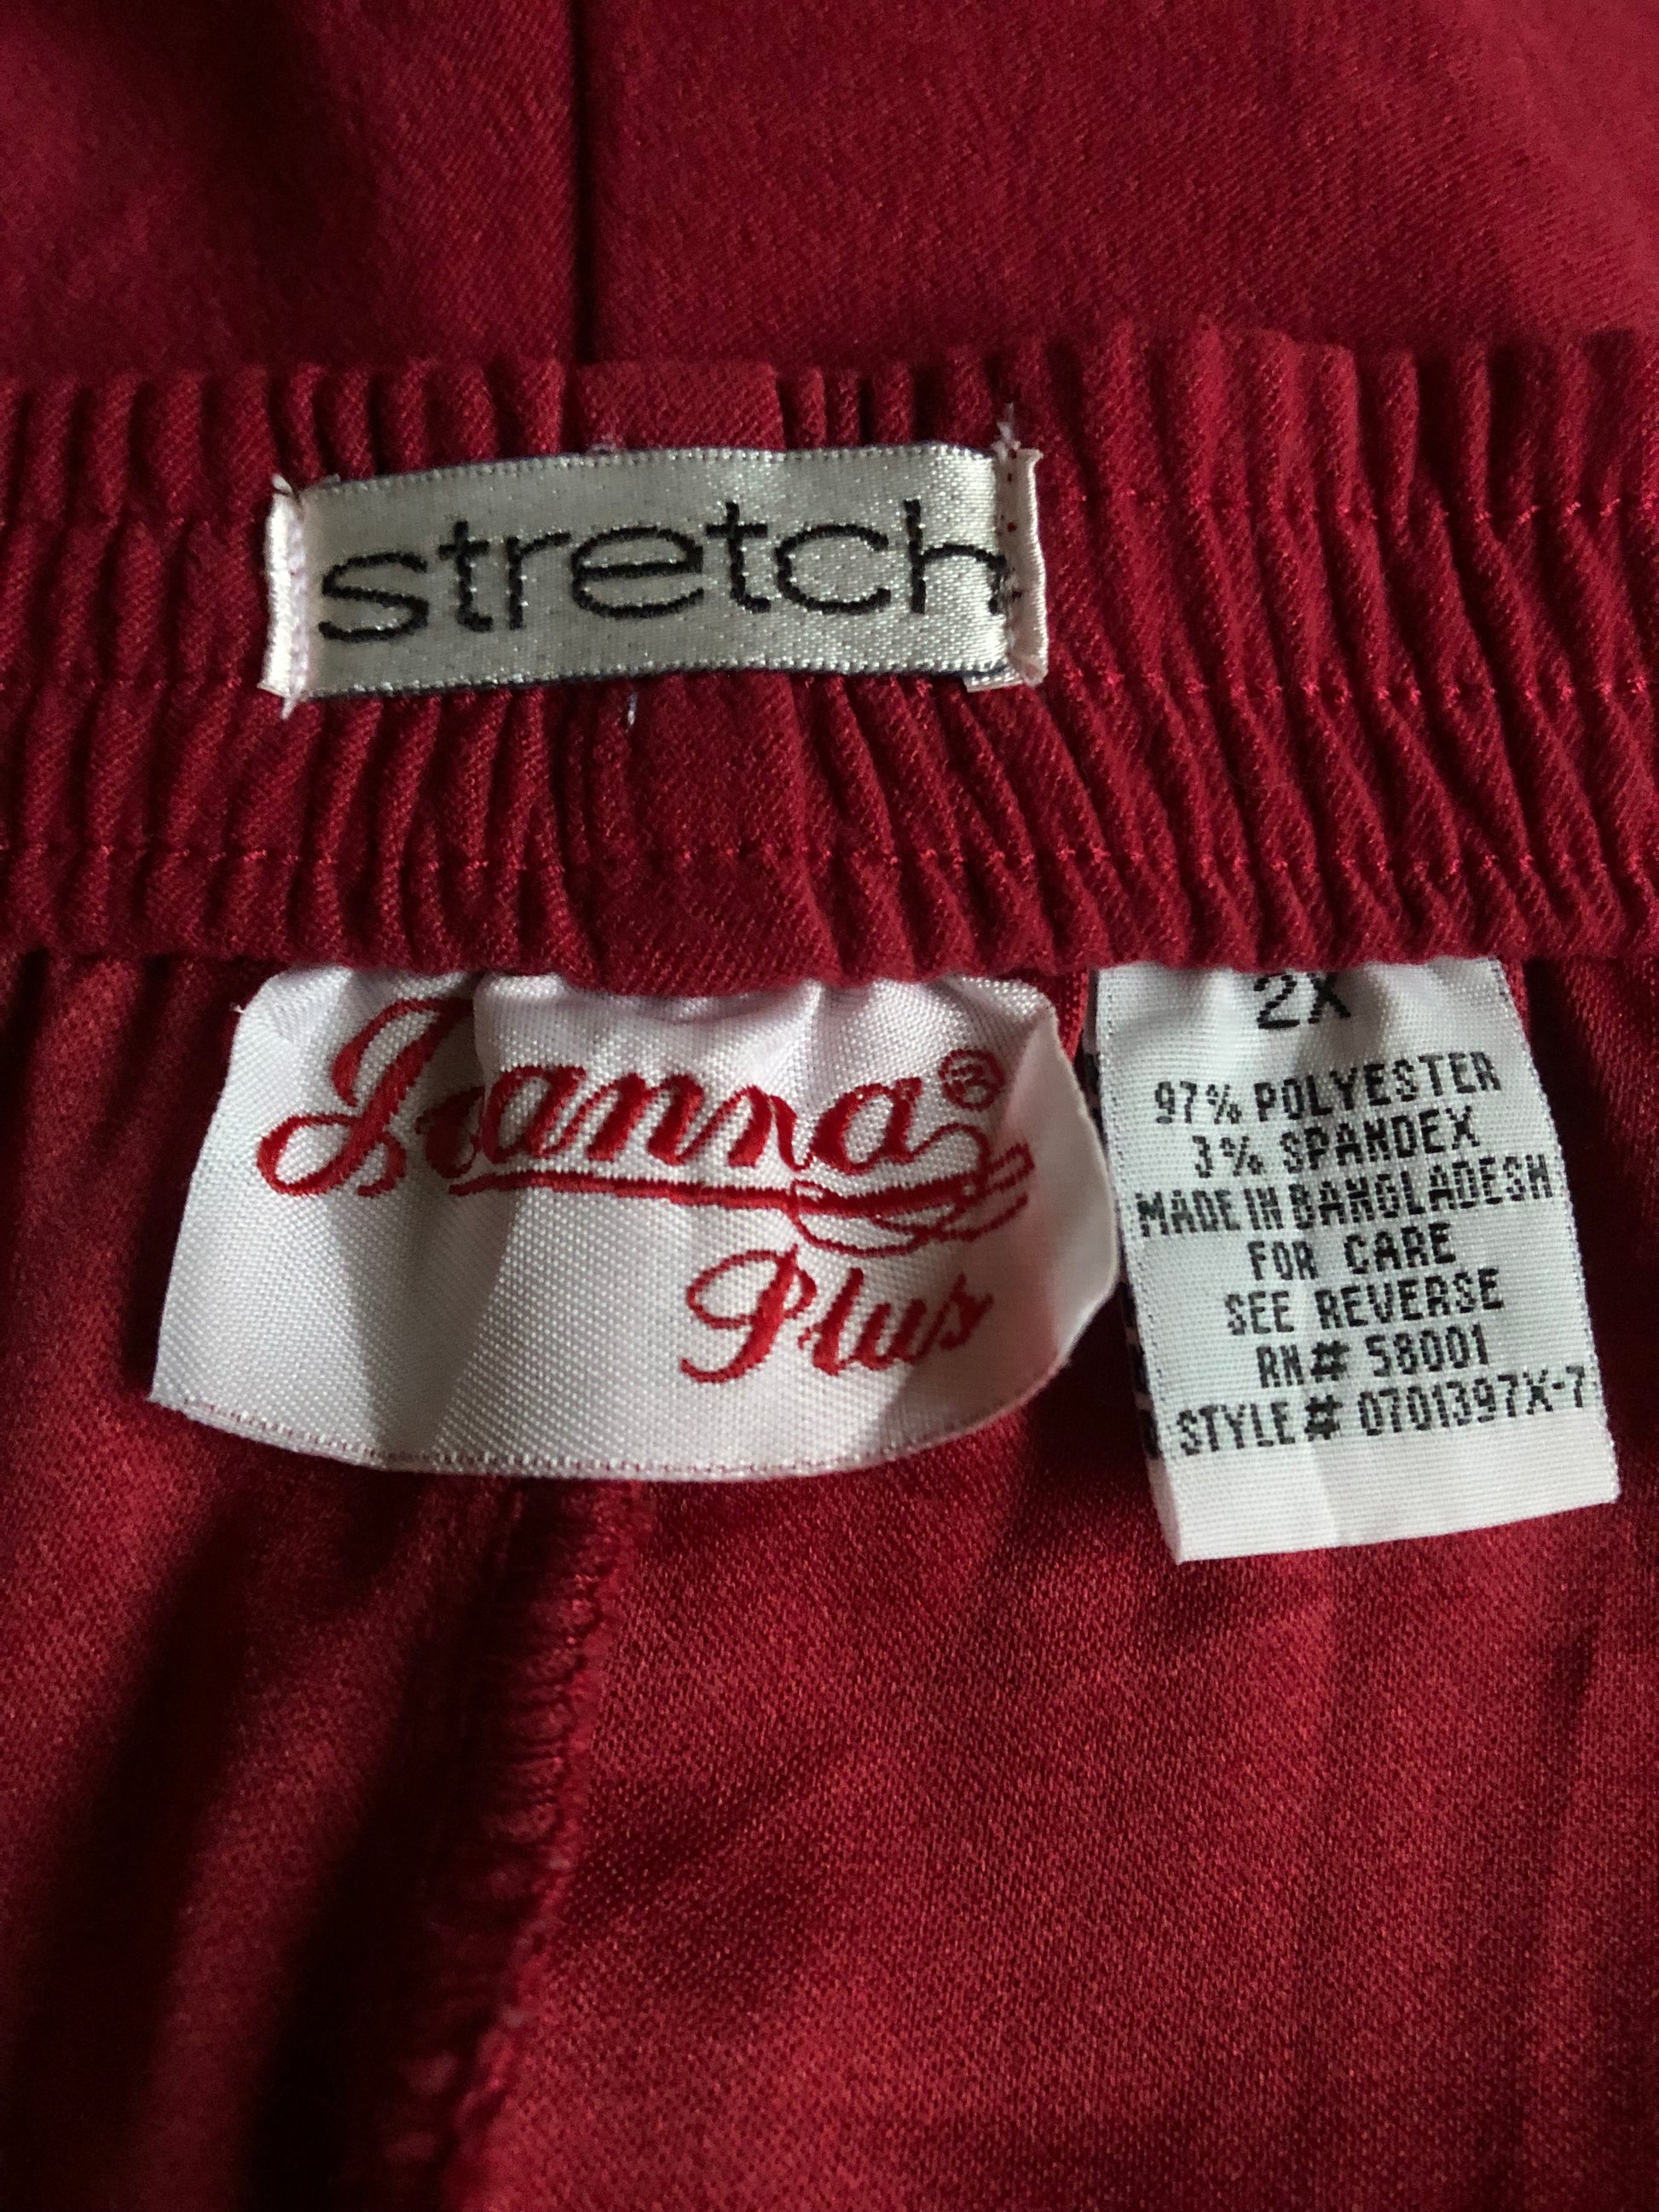 stretch
Jeanna®
Plus
2X
97% POLYESTER
3% SPANDEX
MADE IN BANGLADESH
FOR CARE
SEE REVERSE
RN# 58001
STYLE# 0701397X-7